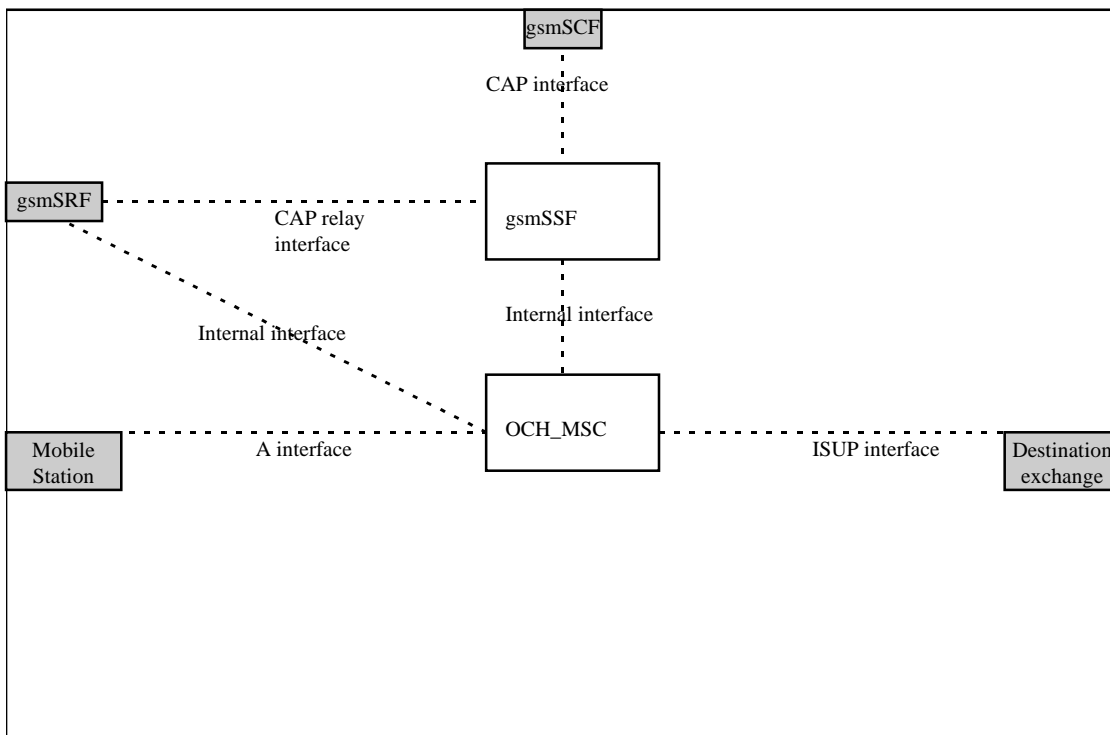 gsmSCF
CAP interface
gsmSRF
CAP relay
interface
gsmSSF
Internal interface
Internal interface
OCH_MSC
Mobile
Station
A interface
ISUP interface
Destination
exchange